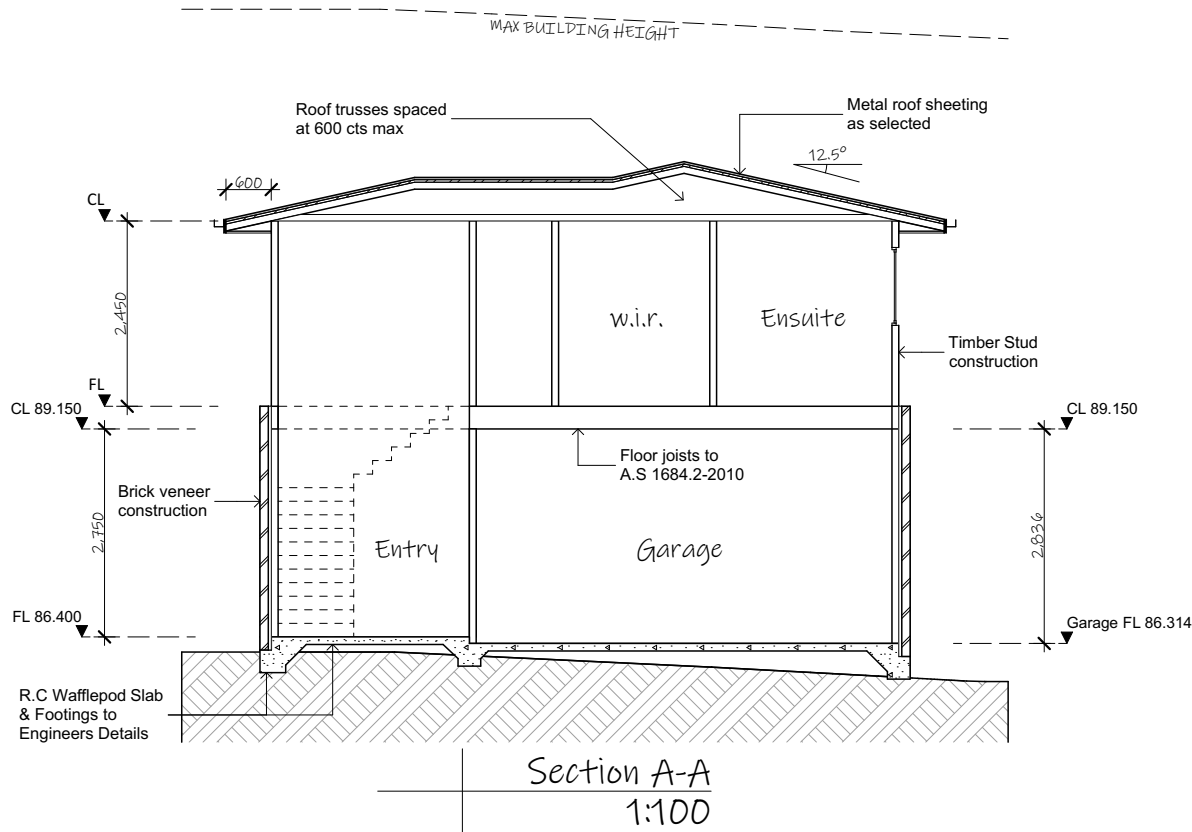 MAX BUILDING HEIGHT
Roof trusses spaced
at 600 cts max
Metal roof sheeting
as selected
12.5°
600
CL
2,450
w.i.r.
Ensuite
Timber Stud
construction
FL
CL 89.150
CL 89.150
Floor joists to
A.S 1684.2-2010
Brick veneer
construction
2,750
Entry
Garage
2,836
FL 86.400
Garage FL 86.314
R.C Wafflepod Slab
& Footings to
Engineers Details
Section A-A
1:100